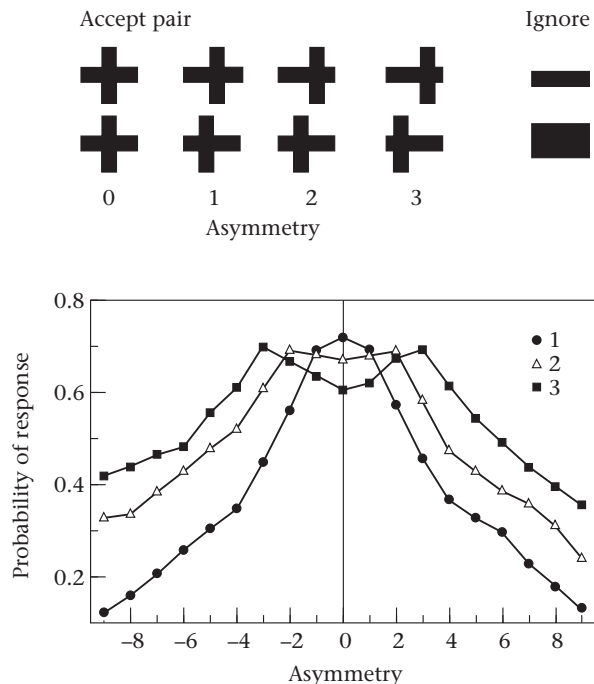 Accept pair Ignore
0 1 2 3
Asymmetry
0.8
0.6
0.4
0.2
Probability of response
1
2
3
−8 −6 −4 −2 0 2 4 6 8
Asymmetry